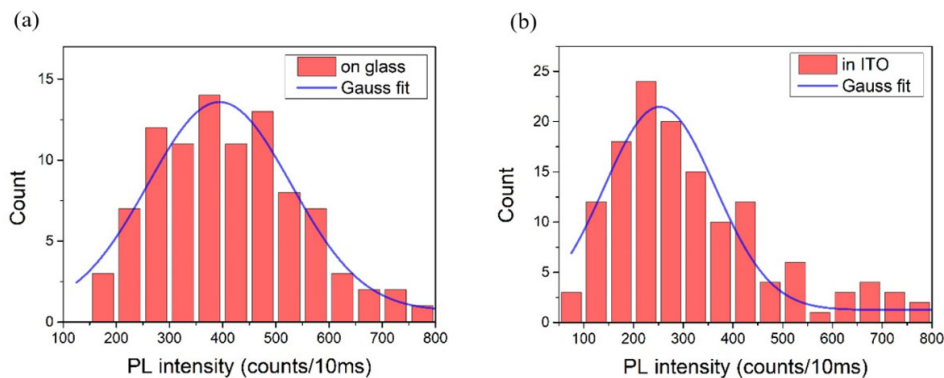 (a)
on glass
Gauss fit
15
10
5
0
Count
100 200 300 400 500 600 700 800
PL intensity (counts/10ms)
(b)
in ITO
Gauss fit
25
20
15
10
5
0
Count
100 200 300 400 500 600 700 800
PL intensity (counts/10ms)